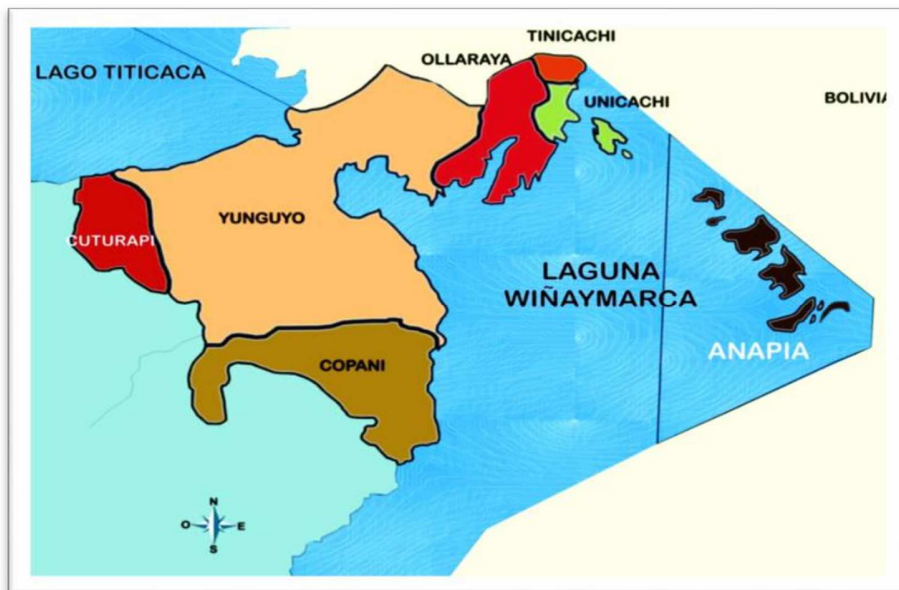 TINICACHI
OLLARAYA
LAGO TITICACA
UNICACHI
BOLIVIA
CUTURAPI
YUNGUYO
LAGUNA
WIÑAYMARCA
ANAPIA
COPANI
N
O E
S